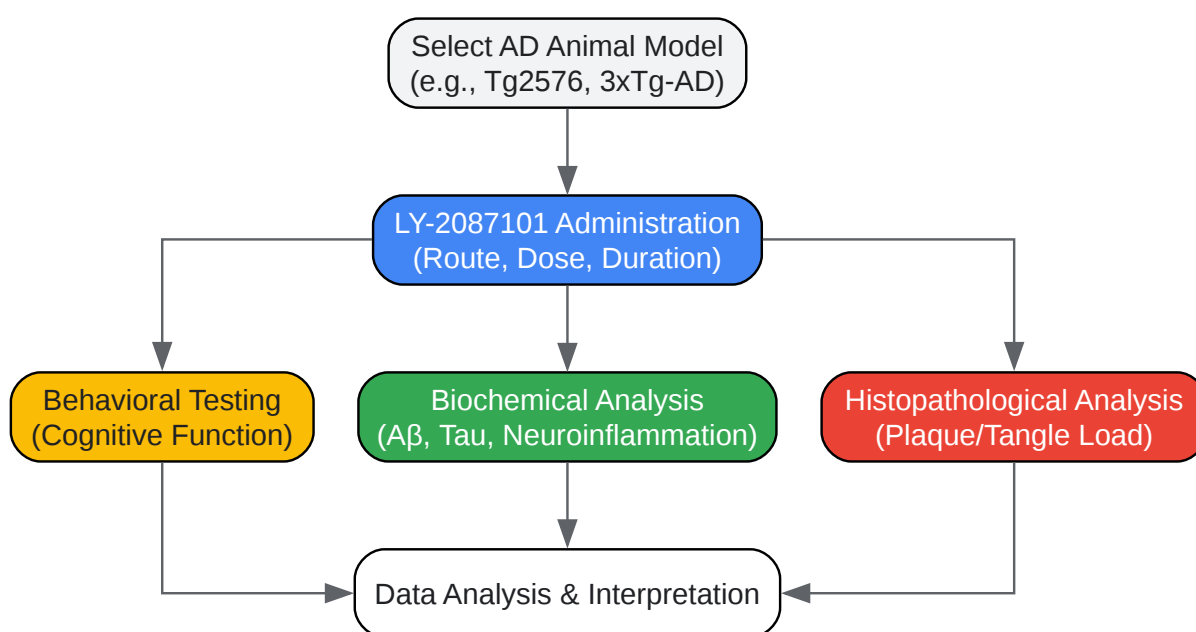 Select AD Animal Model
(e.g., Tg2576, 3xTg-AD)
LY-2087101 Administration
(Route, Dose, Duration)
Behavioral Testing
(Cognitive Function)
Biochemical Analysis
(Aβ, Tau, Neuroinflammation)
Histopathological Analysis
(Plaque/Tangle Load)
Data Analysis & Interpretation